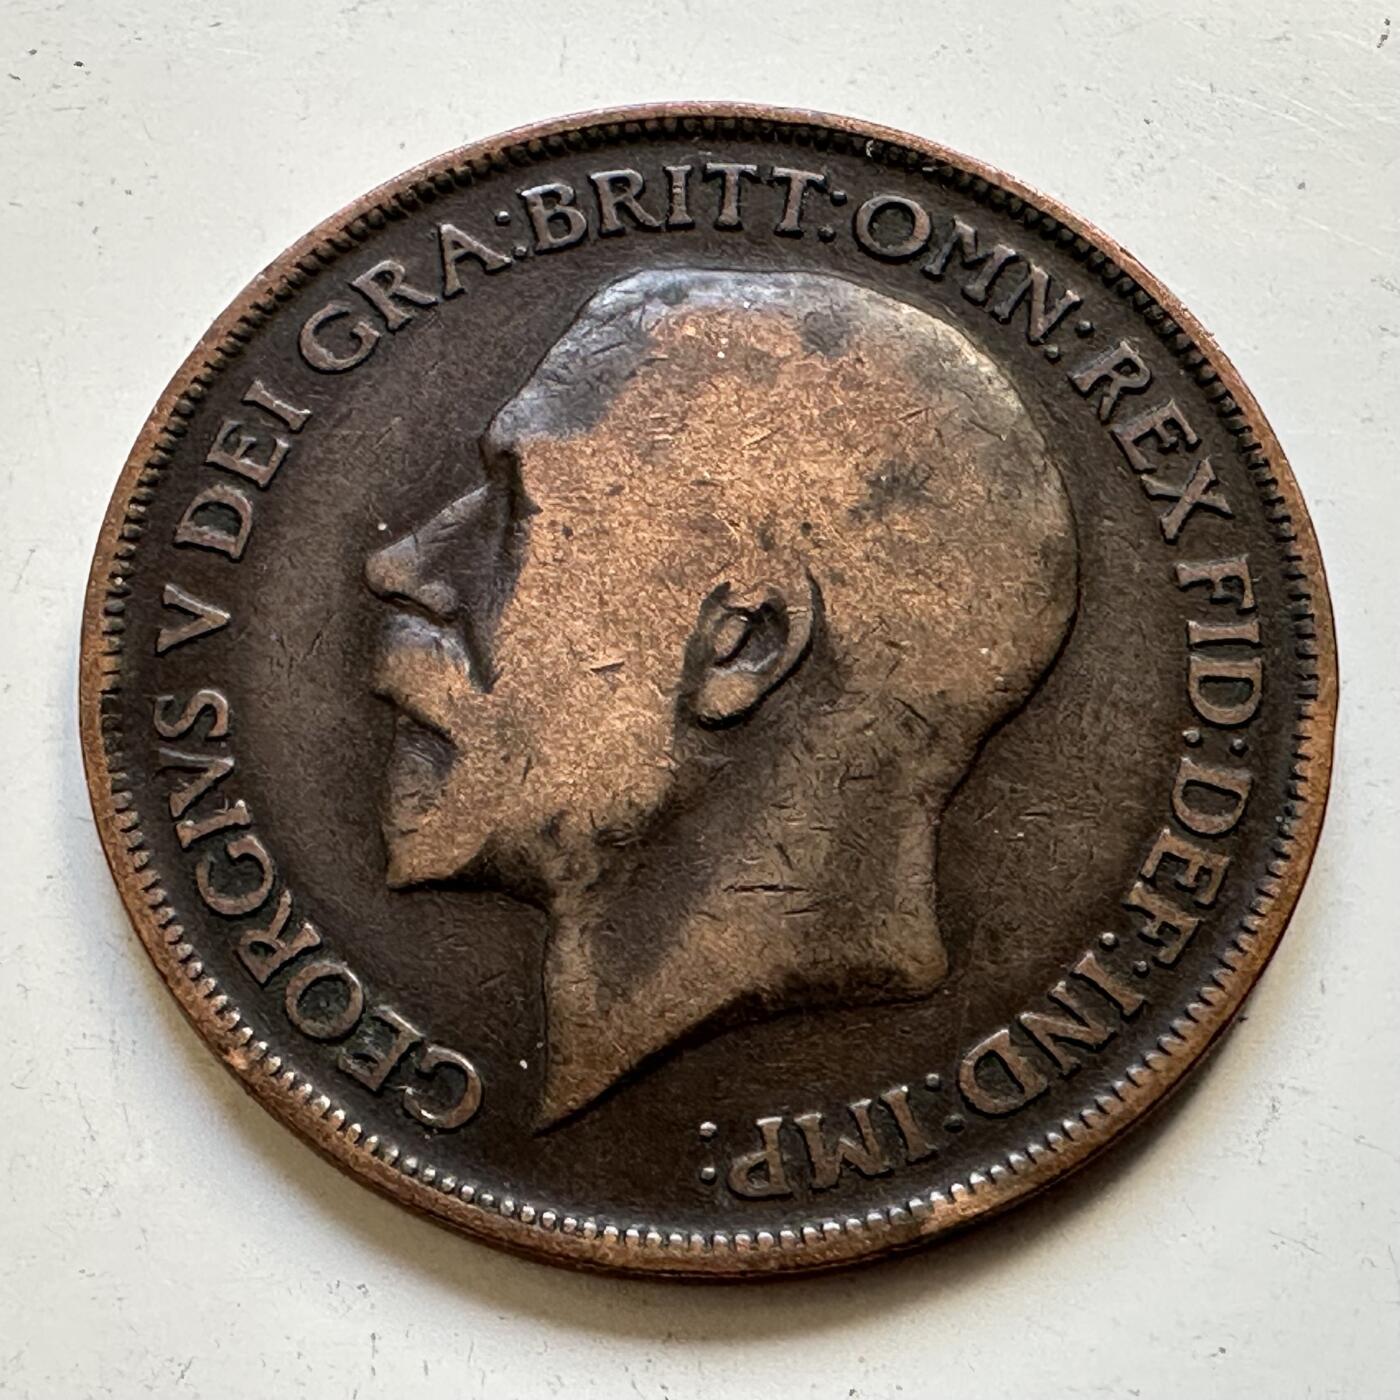 GEORGIVS V DEI GRA:BRITT:OMN:REX FID:DEF:IND:IMP: